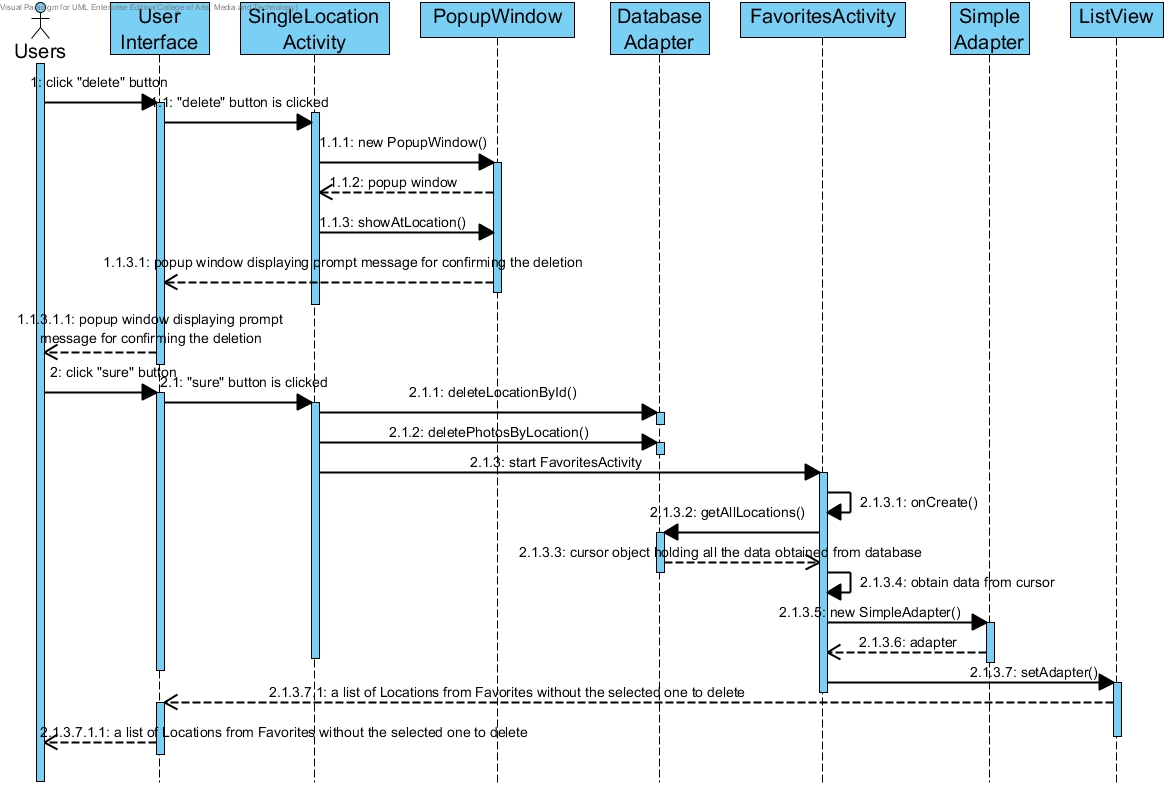 Visual Paradigm for UML Enterprise Edition(College of Arts, Media and Technology)
Users
User
Interface
SingleLocation
Activity
PopupWindow
Database
Adapter
FavoritesActivity
Simple
Adapter
ListView
1: click "delete" button
1.1: "delete" button is clicked
1.1.1: new PopupWindow()
1.1.2: popup window
1.1.3: showAtLocation()
1.1.3.1: popup window displaying prompt message for confirming the deletion
1.1.3.1.1: popup window displaying prompt
message for confirming the deletion
2: click "sure" button
2.1: "sure" button is clicked
2.1.1: deleteLocationById()
2.1.2: deletePhotosByLocation()
2.1.3: start FavoritesActivity
2.1.3.1: onCreate()
2.1.3.2: getAllLocations()
2.1.3.3: cursor object holding all the data obtained from database
2.1.3.4: obtain data from cursor
2.1.3.5: new SimpleAdapter()
2.1.3.6: adapter
2.1.3.7: setAdapter()
2.1.3.7.1: a list of Locations from Favorites without the selected one to delete
2.1.3.7.1.1: a list of Locations from Favorites without the selected one to delete